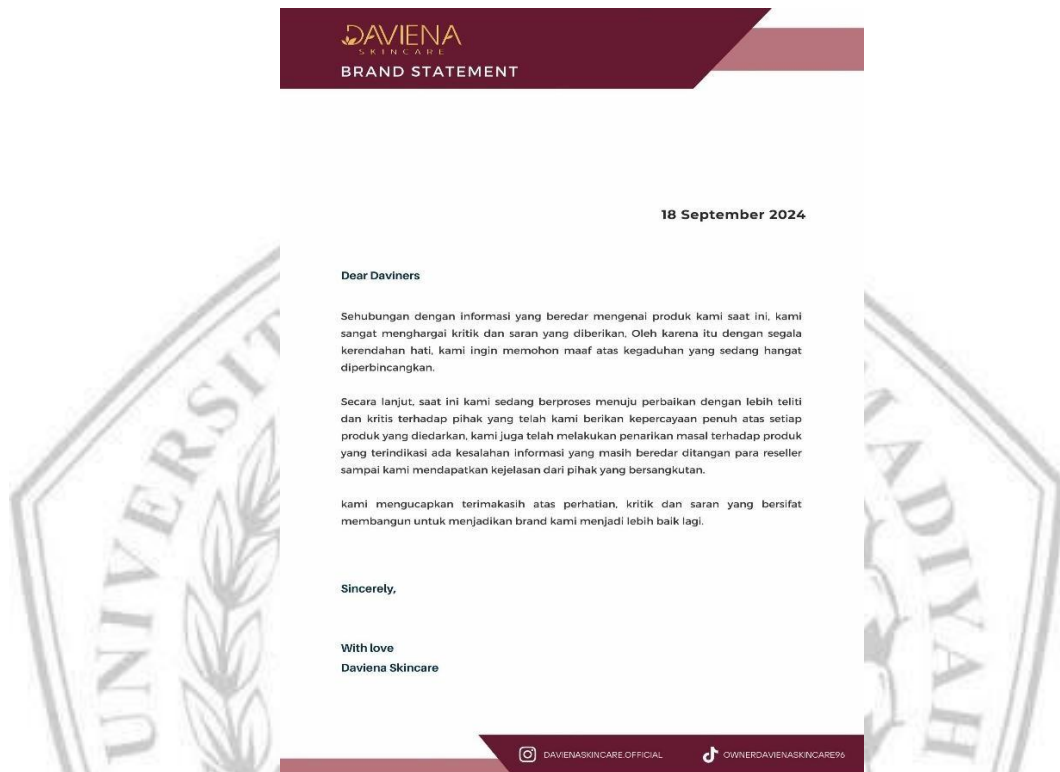 DAVIENA
SKINCARE
BRAND STATEMENT
18 September 2024
Dear Daviners
Sehubungan dengan informasi yang beredar mengenai produk kami saat ini, kami
sangat menghargai kritik dan saran yang diberikan, Oleh karena itu dengan segala
kerendahan hati, kami ingin memohon maaf atas kegaduhan yang sedang hangat
diperbincangkan.
Secara lanjut, saat ini kami sedang berproses menuju perbaikan dengan lebih teliti
dan kritis terhadap pihak yang telah kami berikan kepercayaan penuh atas setiap
produk yang diedarkan, kami juga telah melakukan penarikan masal terhadap produk
yang terindikasi ada kesalahan informasi yang masih beredar ditangan para reseller
sampai kami mendapatkan kejelasan dari pihak yang bersangkutan.
kami mengucapkan terimakasih atas perhatian, kritik dan saran yang bersifat
membangun untuk menjadikan brand kami menjadi lebih baik lagi.
Sincerely,
With love
Daviena Skincare
DAVIENASKINCARE.OFFICIAL
OWNERDAVIENASKINCARE96
UNIVERSIT
MADIYAH